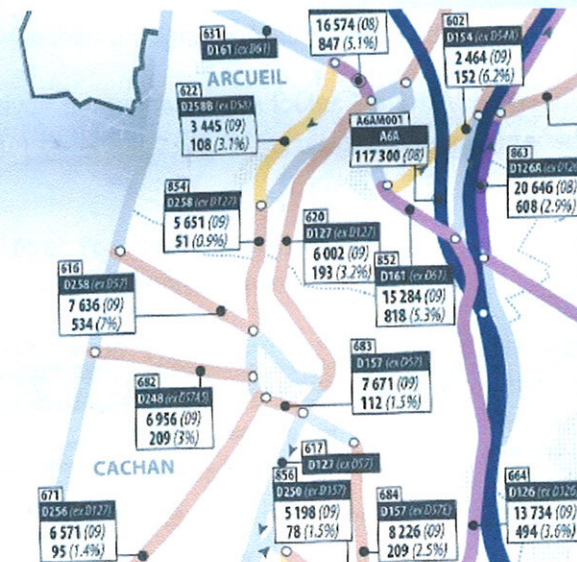 631
D161 (ex D61)
16 574 (08)
847 (5.1%)
602
D154 (ex D54A)
2 464 (09)
152 (6.2%)
ARCUEIL
622
D258B (ex D58)
3 445 (09)
108 (3.1%)
A6AM001
A6A
117 300 (08)
863
D126A (ex D126
20 646 (08)
608 (2.9%)
854
D258 (ex D127)
5 651 (09)
51 (0.9%)
620
D127 (ex D127)
6 002 (09)
193 (3.2%)
852
D161 (ex D61)
15 284 (09)
818 (5.3%)
616
D258 (ex D57)
7 636 (09)
534 (7%)
683
D157 (ex D57)
7 671 (09)
112 (1.5%)
682
D248 (ex D57A5)
6 956 (09)
209 (3%)
CACHAN
617
D127 (ex D57)
671
D256 (ex D127)
6 571 (09)
95 (1.4%)
856
D250 (ex D157)
5 198 (09)
78 (1.5%)
684
D157 (ex D57E)
8 226 (09)
209 (2.5%)
664
D126 (ex D126
13 734 (09)
494 (3.6%)